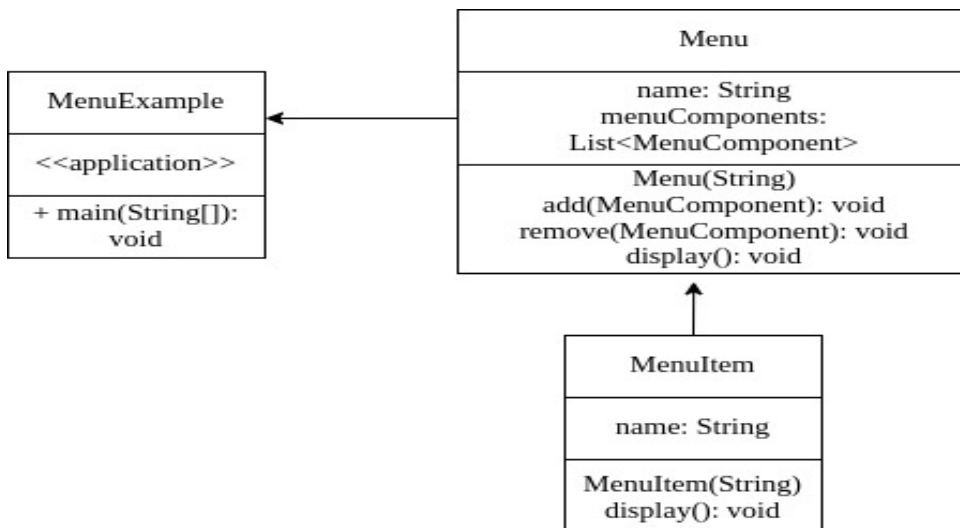 MenuExample
<<application>>
+ main(String[]):
void
Menu
name: String
menuComponents:
List<MenuComponent>
Menu(String)
add(MenuComponent): void
remove(MenuComponent): void
display(): void
MenuItem
name: String
MenuItem(String)
display(): void